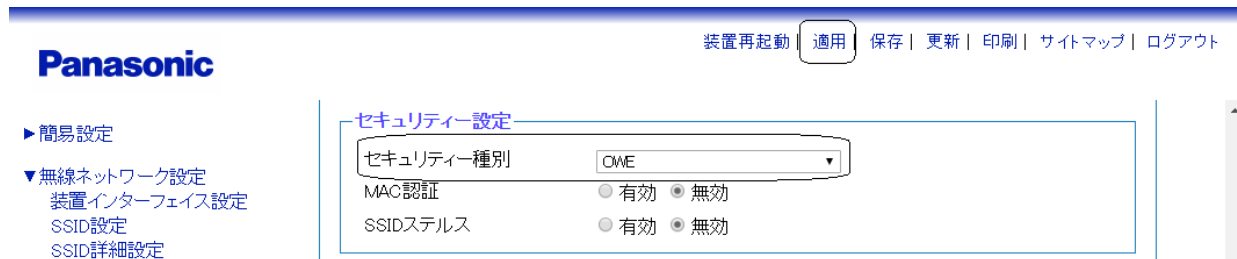 装置再起動 | 適用 | 保存 | 更新 | 印刷 | サイトマップ | ログアウト
Panasonic
▶簡易設定
▼無線ネットワーク設定
装置インターフェイス設定
SSID設定
SSID詳細設定
セキュリティー設定
セキュリティー種別 OWE
MAC認証 有効 無効
SSIDステルス 有効 無効